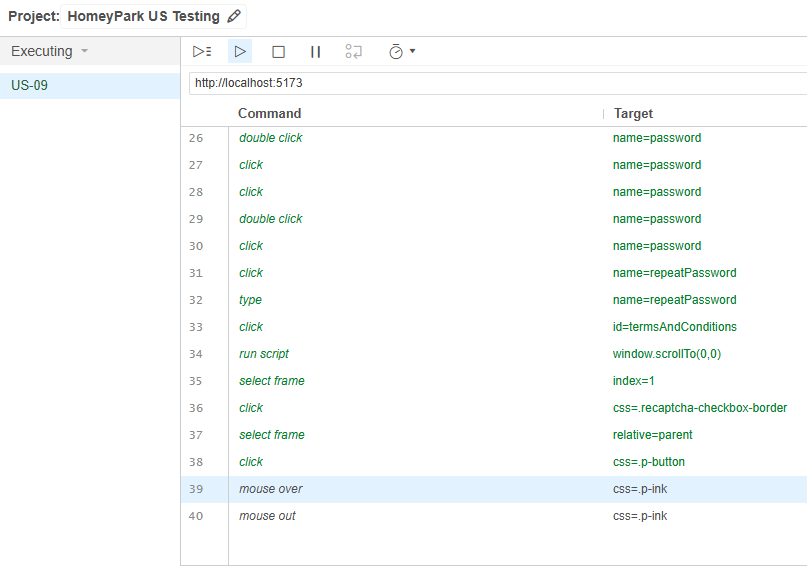 Project: HomeyPark US Testing
Executing
US-09
http://localhost:5173
Command Target
26 double click name=password
27 click name=password
28 click name=password
29 double click name=password
30 click name=password
31 click name=repeatPassword
32 type name=repeatPassword
33 click id=termsAndConditions
34 run script window.scrollTo(0,0)
35 select frame index=1
36 click css=.recaptcha-checkbox-border
37 select frame relative=parent
38 click css=.p-button
39 mouse over css=.p-ink
40 mouse out css=.p-ink